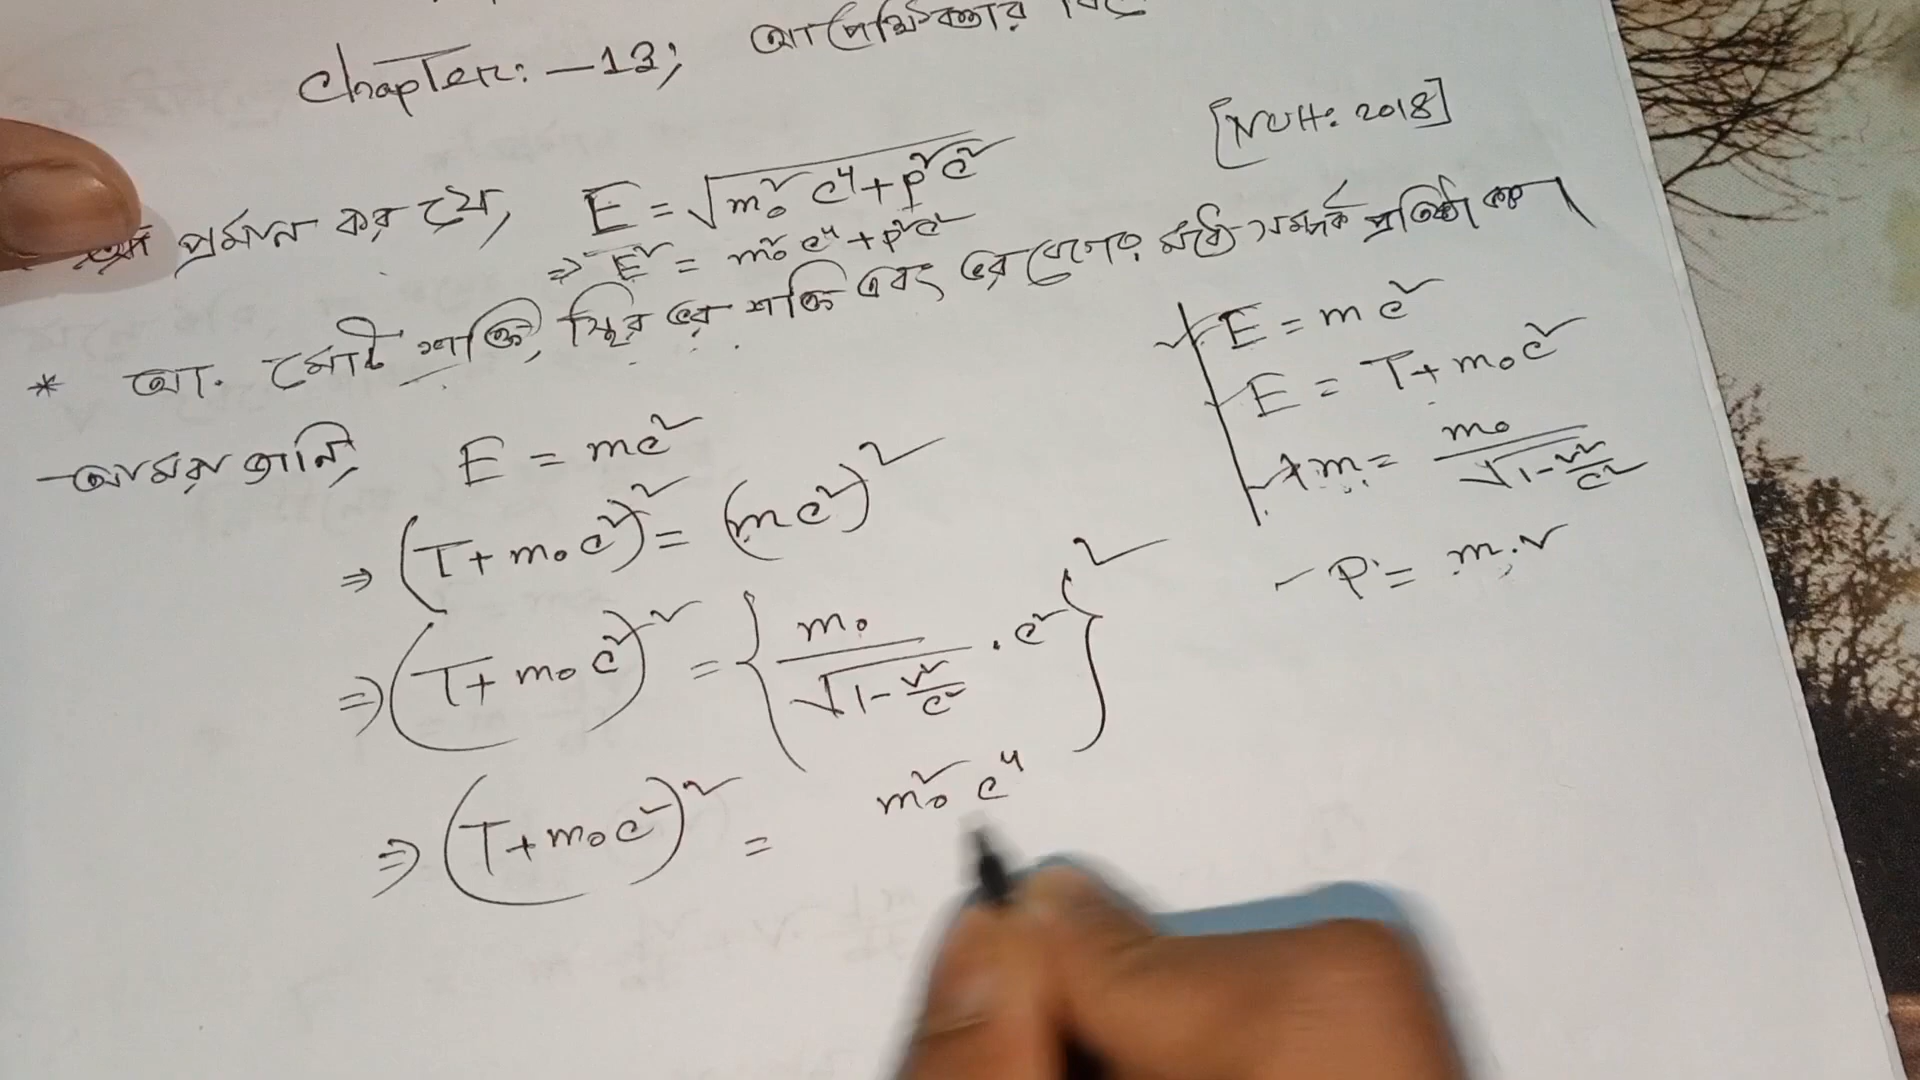 Chapter: - 13; আপেক্ষিকতার
[NUH: 2018]
প্রমান কর যে, E = √(m₀²c⁴ + p²c²)
⇒ E² = m₀²c⁴ + p²c²
* আ. মোট শক্তি, স্থির ভর শক্তি এবং ভর বেগের মধ্যে সম্পর্ক প্রতিষ্ঠা কর।
আমরা জানি, E = mc²
⇒ (T + m₀c²)² = (mc²)²
⇒ (T + m₀c²)² = {m₀/√(1 - v²/c²) . c²}²
⇒ (T + m₀c²)² = m₀²c⁴
E = mc²
E = T + m₀c²
m = m₀/√(1 - v²/c²)
P = m.v